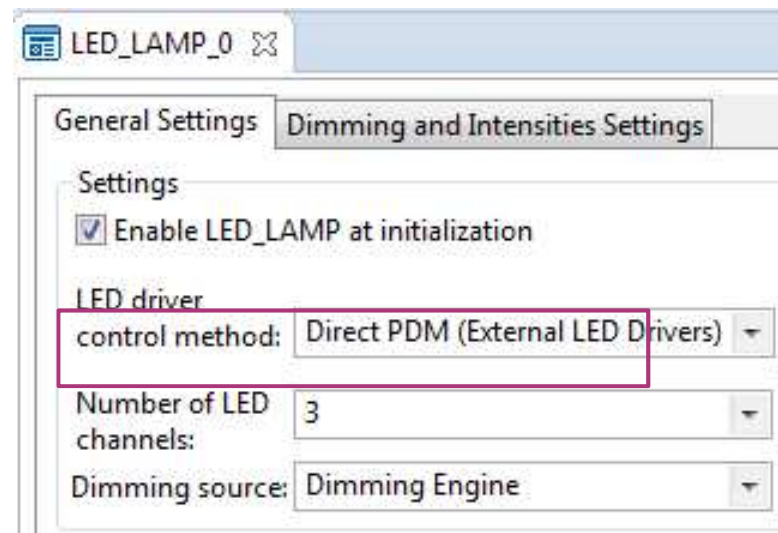 LED_LAMP_0
General Settings
Dimming and Intensities Settings
Settings
Enable LED_LAMP at initialization
LED driver
control method:
Direct PDM (External LED Drivers)
Number of LED
channels:
3
Dimming source:
Dimming Engine